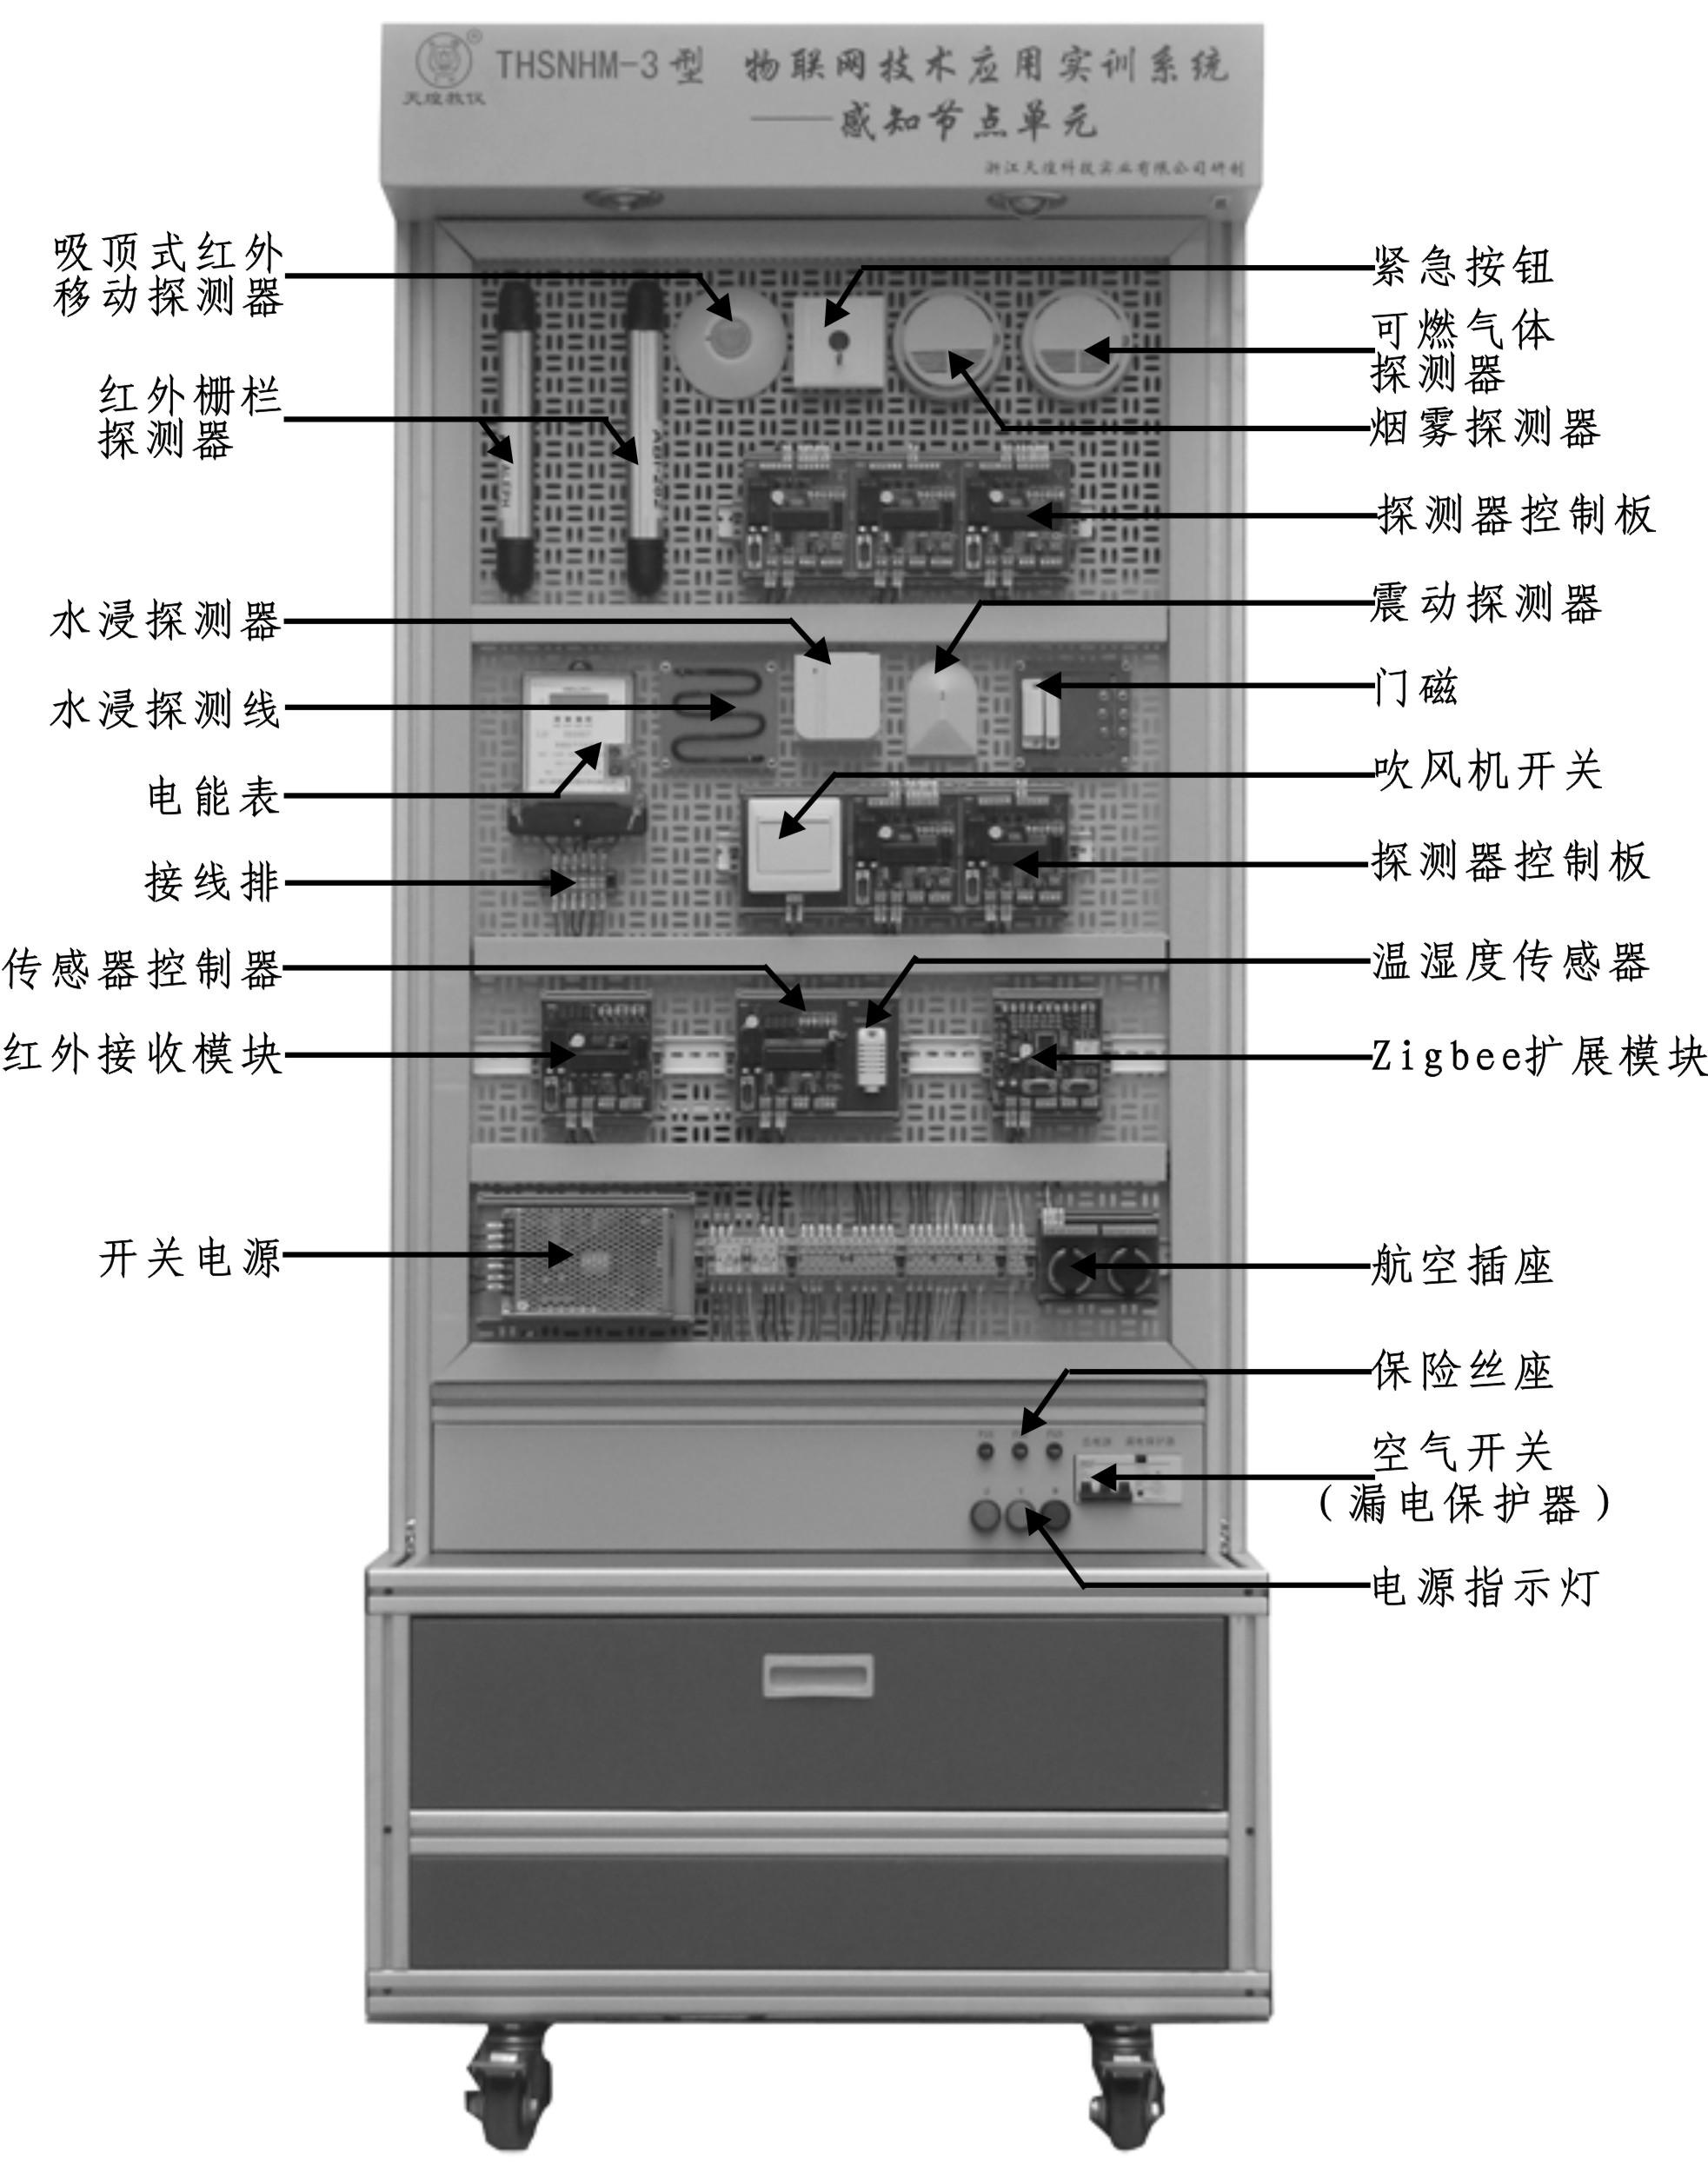 THSNHM-3型 物联网技术应用实训系统
——感知节点单元
天煌教仪
浙江天煌科技实业有限公司研制
吸顶式红外
移动探测器
红外栅栏
探测器
水浸探测器
水浸探测线
电能表
接线排
传感器控制器
红外接收模块
开关电源
紧急按钮
可燃气体
探测器
烟雾探测器
探测器控制板
震动探测器
门磁
吹风机开关
探测器控制板
温湿度传感器
Zigbee扩展模块
航空插座
保险丝座
空气开关
(漏电保护器)
电源指示灯
ALEPH